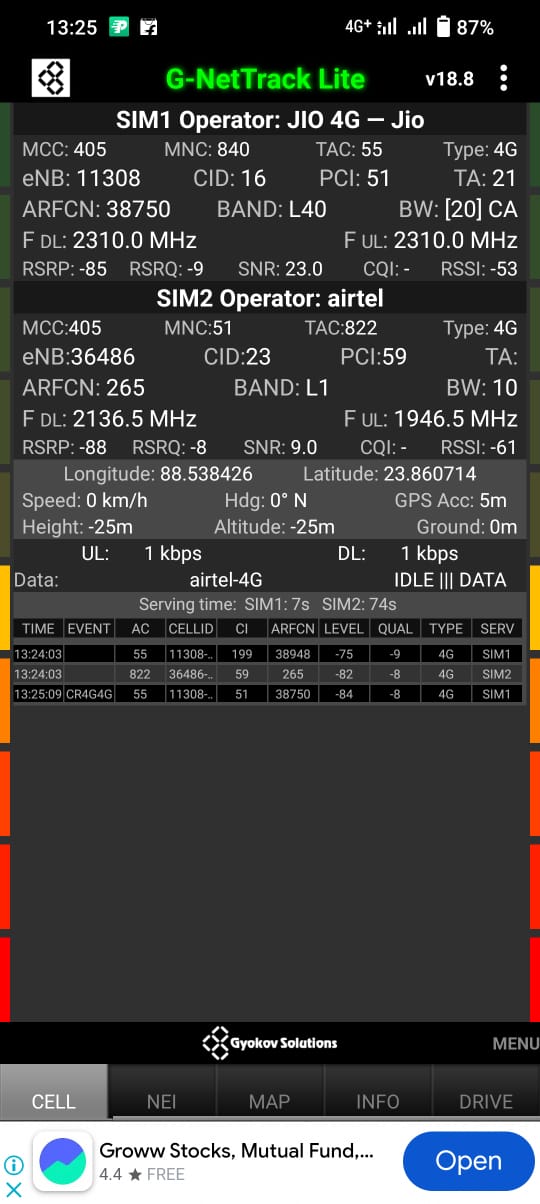 13:25 4G+ 87%
G-NetTrack Lite v18.8
SIM1 Operator: JIO 4G — Jio
MCC: 405 MNC: 840 TAC: 55 Type: 4G
eNB: 11308 CID: 16 PCI: 51 TA: 21
ARFCN: 38750 BAND: L40 BW: [20] CA
F DL: 2310.0 MHz F UL: 2310.0 MHz
RSRP: -85 RSRQ: -9 SNR: 23.0 CQI: - RSSI: -53
SIM2 Operator: airtel
MCC:405 MNC:51 TAC:822 Type: 4G
eNB:36486 CID:23 PCI:59 TA:
ARFCN: 265 BAND: L1 BW: 10
F DL: 2136.5 MHz F UL: 1946.5 MHz
RSRP: -88 RSRQ: -8 SNR: 9.0 CQI: - RSSI: -61
Longitude: 88.538426 Latitude: 23.860714
Speed: 0 km/h Hdg: 0° N GPS Acc: 5m
Height: -25m Altitude: -25m Ground: 0m
UL: 1 kbps DL: 1 kbps
Data: airtel-4G IDLE ||| DATA
Serving time: SIM1: 7s SIM2: 74s
TIME EVENT AC CELLID CI ARFCN LEVEL QUAL TYPE SERV
13:24:03 55 11308-.. 199 38948 -75 -9 4G SIM1
13:24:03 822 36486-.. 59 265 -82 -8 4G SIM2
13:25:09 CR4G4G 55 11308-.. 51 38750 -84 -8 4G SIM1
Gyokov Solutions MENU
CELL NEI MAP INFO DRIVE
Groww Stocks, Mutual Fund,...
4.4 ★ FREE
Open